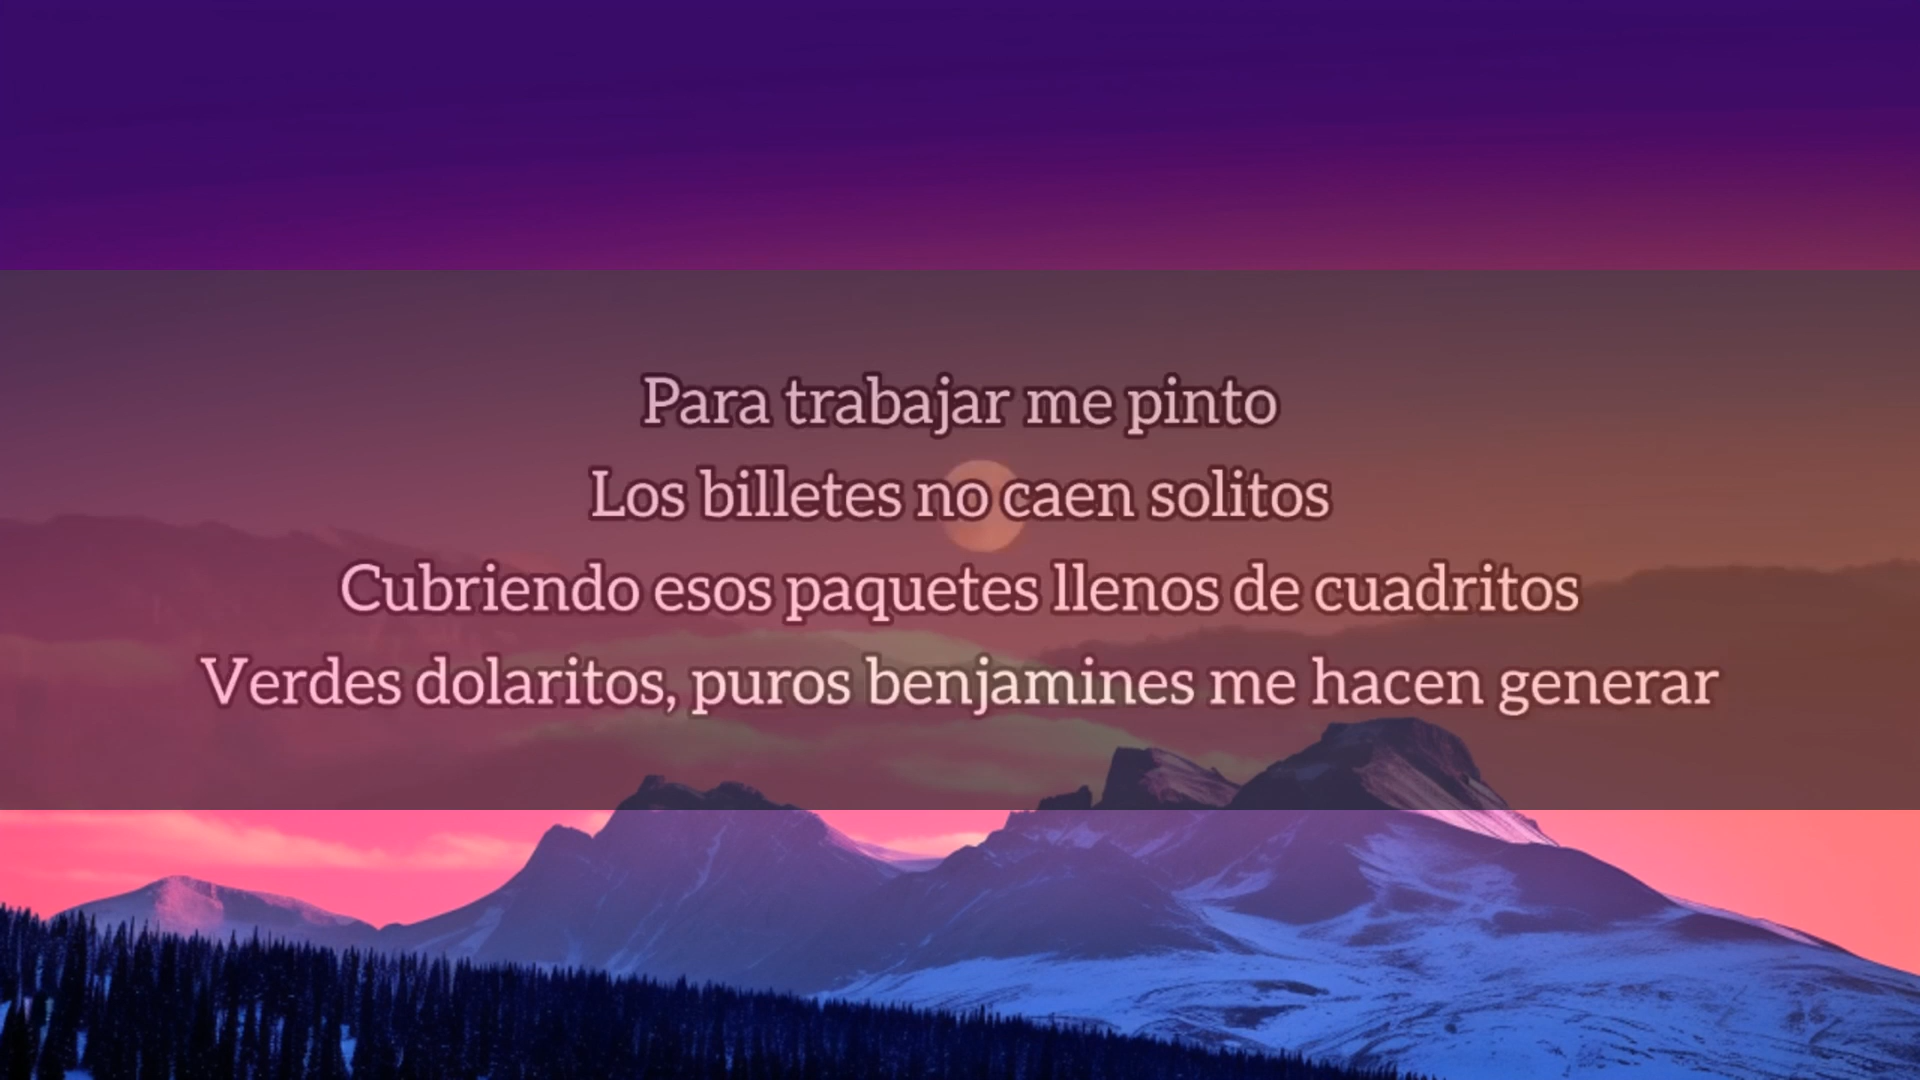 Para trabajar me pinto
Los billetes no caen solitos
Cubriendo esos paquetes llenos de cuadritos
Verdes dolaritos, puros benjamines me hacen generar